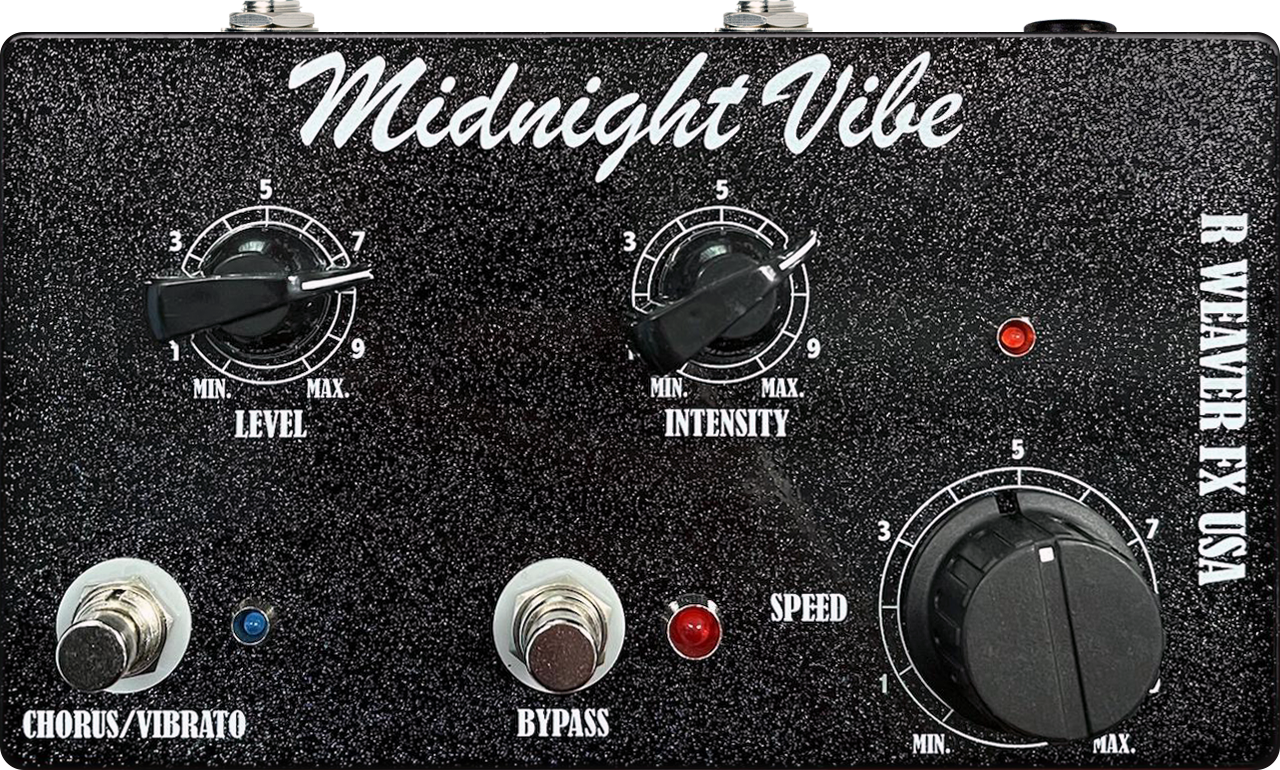 Midnight Vibe
5
3
7
1
9
MIN.
MAX.
LEVEL
5
3
9
MIN.
MAX.
INTENSITY
R WEAVER FX USA
5
3
7
1
MIN.
MAX.
SPEED
CHORUS/VIBRATO
BYPASS